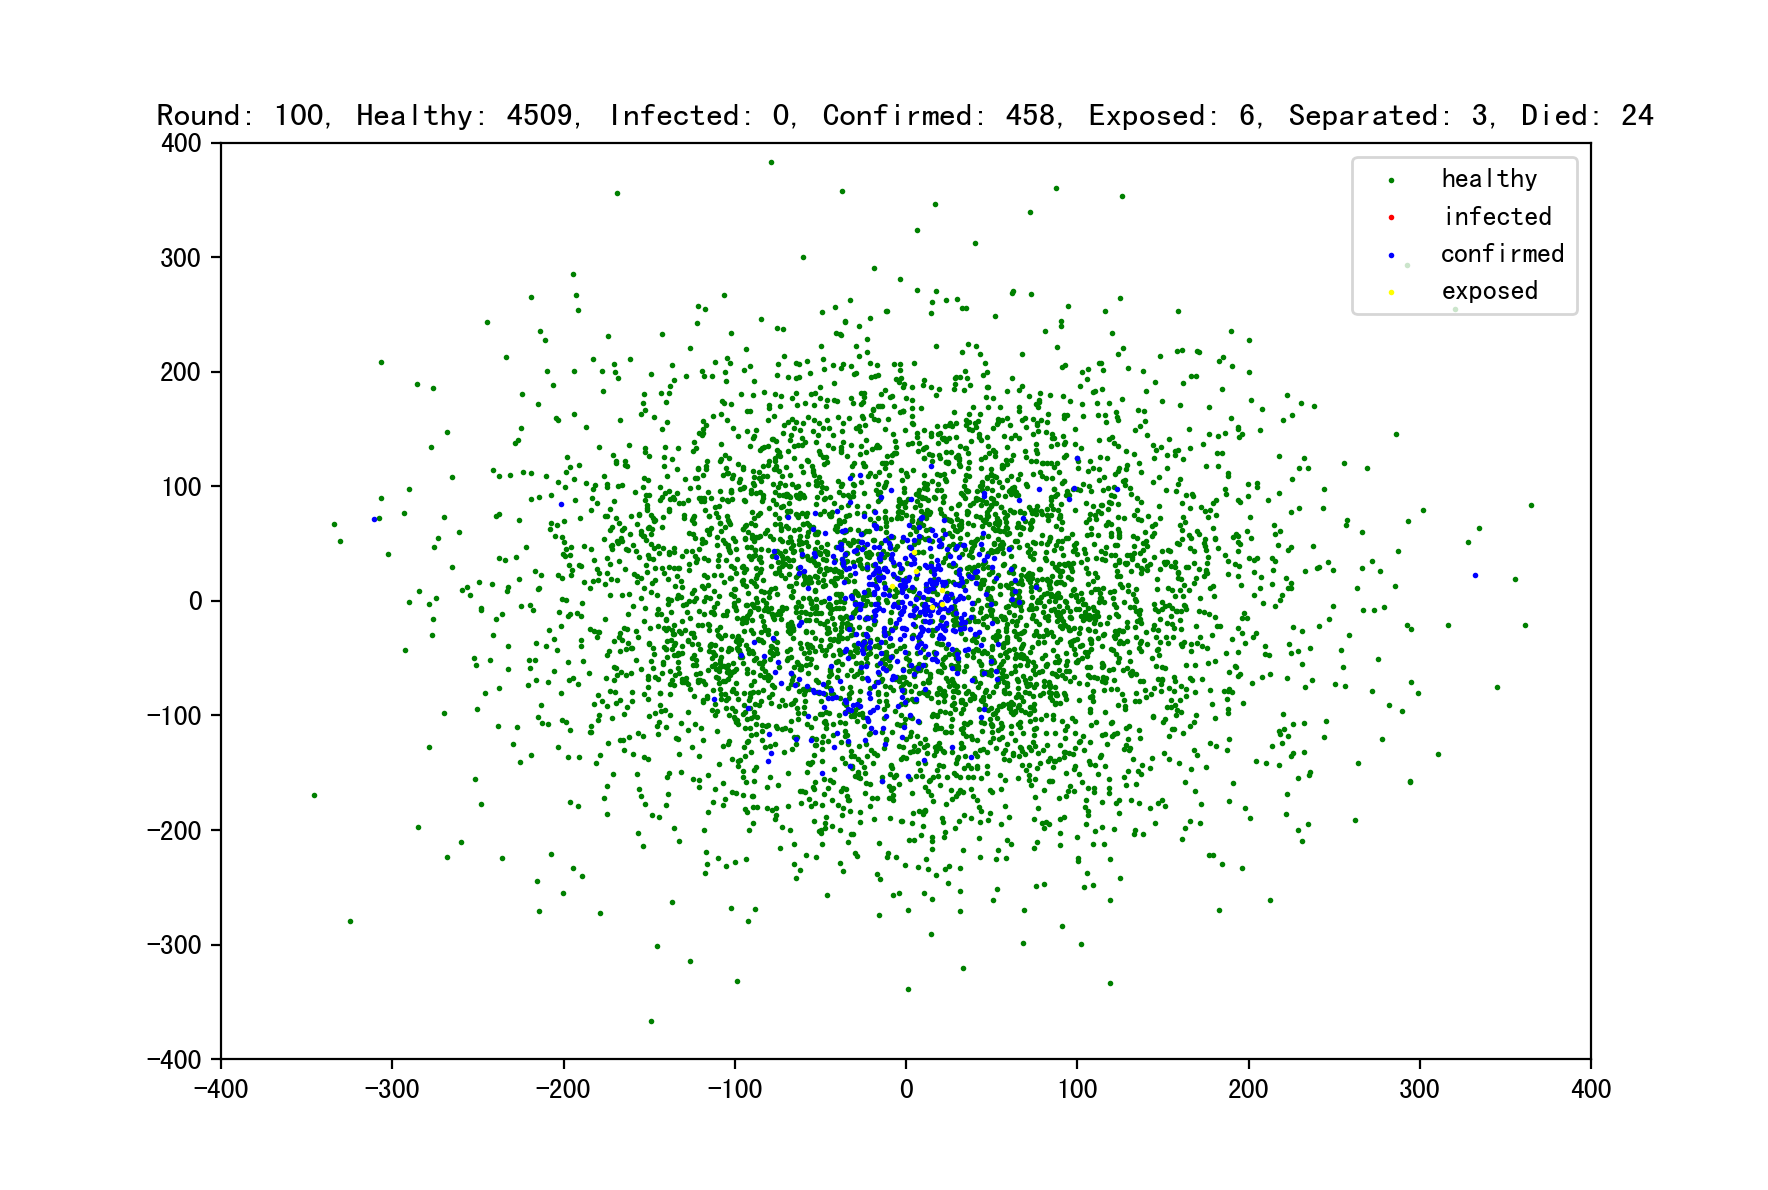 Round: 100, Healthy: 4509, Infected: 0, Confirmed: 458, Exposed: 6, Separated: 3, Died: 24
healthy
infected
confirmed
exposed
400
300
200
100
0
−100
−200
−300
−400
−400 −300 −200 −100 0 100 200 300 400